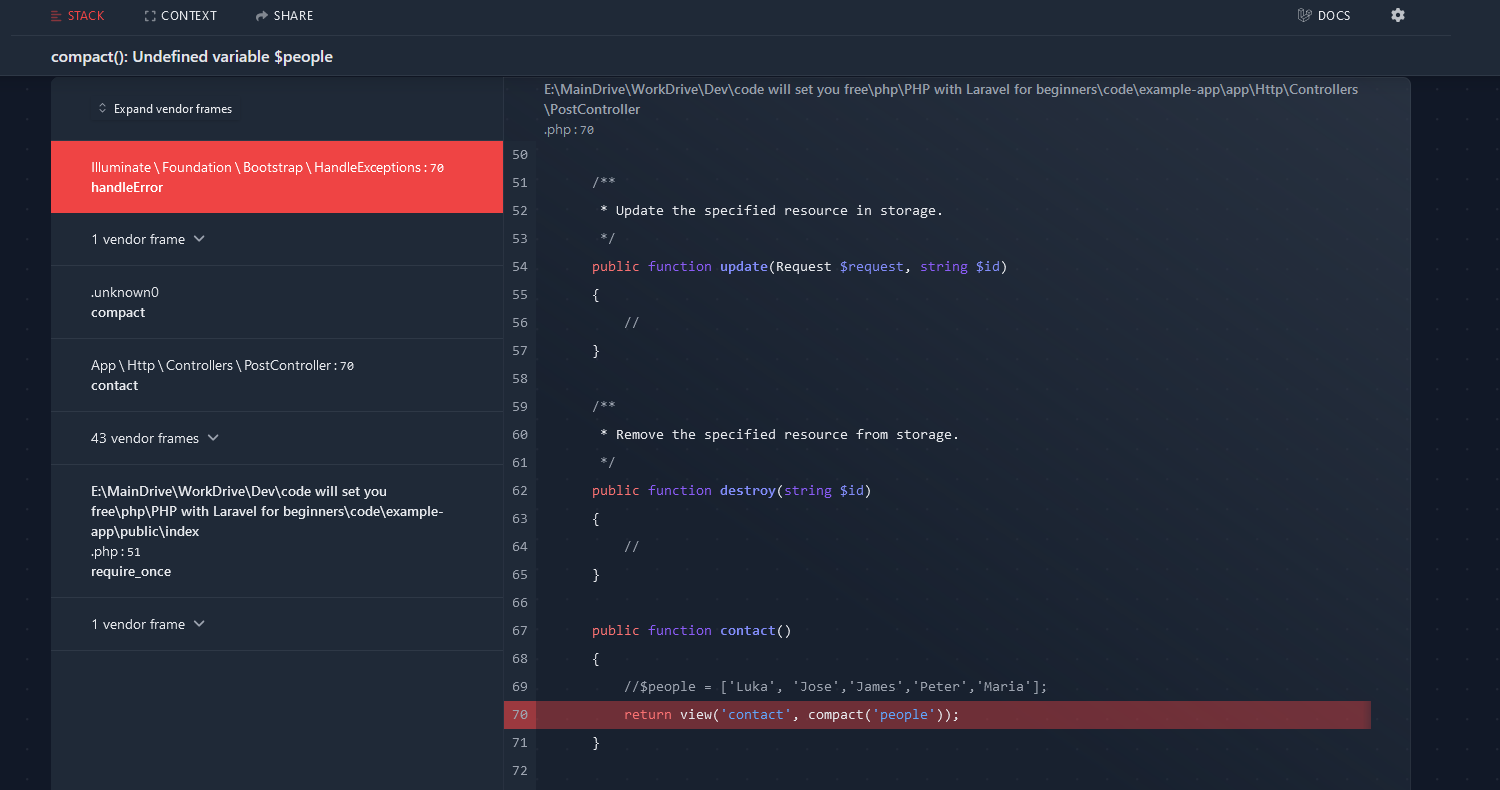 STACK CONTEXT SHARE DOCS
compact(): Undefined variable $people
Expand vendor frames
Illuminate\Foundation\Bootstrap\HandleExceptions:70
handleError
1 vendor frame
.unknown0
compact
App\Http\Controllers\PostController:70
contact
43 vendor frames
E:\MainDrive\WorkDrive\Dev\code will set you
free\php\PHP with Laravel for beginners\code\example-
app\public\index
.php:51
require_once
1 vendor frame
E:\MainDrive\WorkDrive\Dev\code will set you free\php\PHP with Laravel for beginners\code\example-app\app\Http\Controllers
\PostController
.php:70
50
51 /**
52 * Update the specified resource in storage.
53 */
54 public function update(Request $request, string $id)
55 {
56 //
57 }
58
59 /**
60 * Remove the specified resource from storage.
61 */
62 public function destroy(string $id)
63 {
64 //
65 }
66
67 public function contact()
68 {
69 //$people = ['Luka', 'Jose','James','Peter','Maria'];
70 return view('contact', compact('people'));
71 }
72